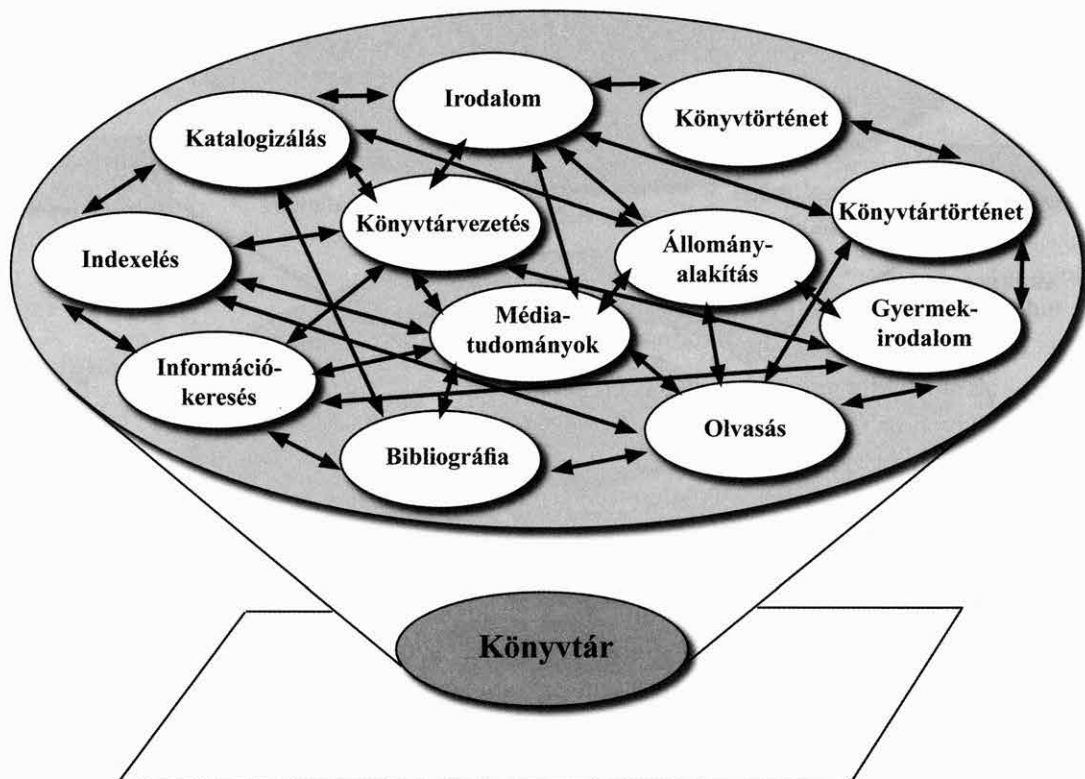 Irodalom
Könyvtörténet
Katalogizálás
Könyvtárvezetés
Könyvtártörténet
Állomány-
alakítás
Indexelés
Média-
tudományok
Gyermek-
irodalom
Információ-
keresés
Olvasás
Bibliográfia
Könyvtár